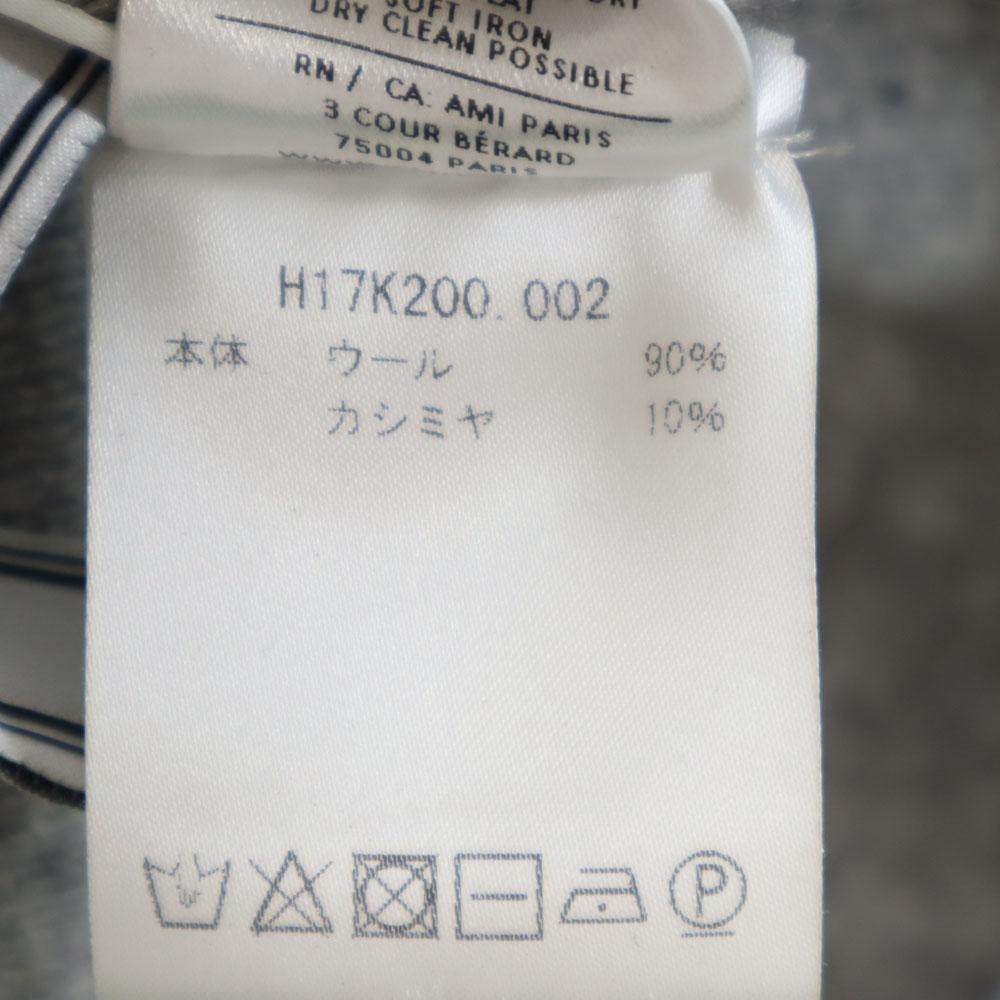 SOFT IRON
DRY CLEAN POSSIBLE
RN / CA: AMI PARIS
3 COUR BÉRARD
75004 PARIS
H17K200.002
本体 ウール 90%
カシミヤ 10%
P